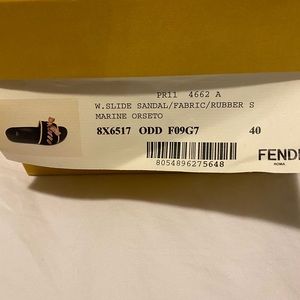 PR11 4662 A
W.SLIDE SANDAL/FABRIC/RUBBER S
MARINE ORSETO
8X6517 ODD F09G7 40
FENDI
ROMA
8054896275648